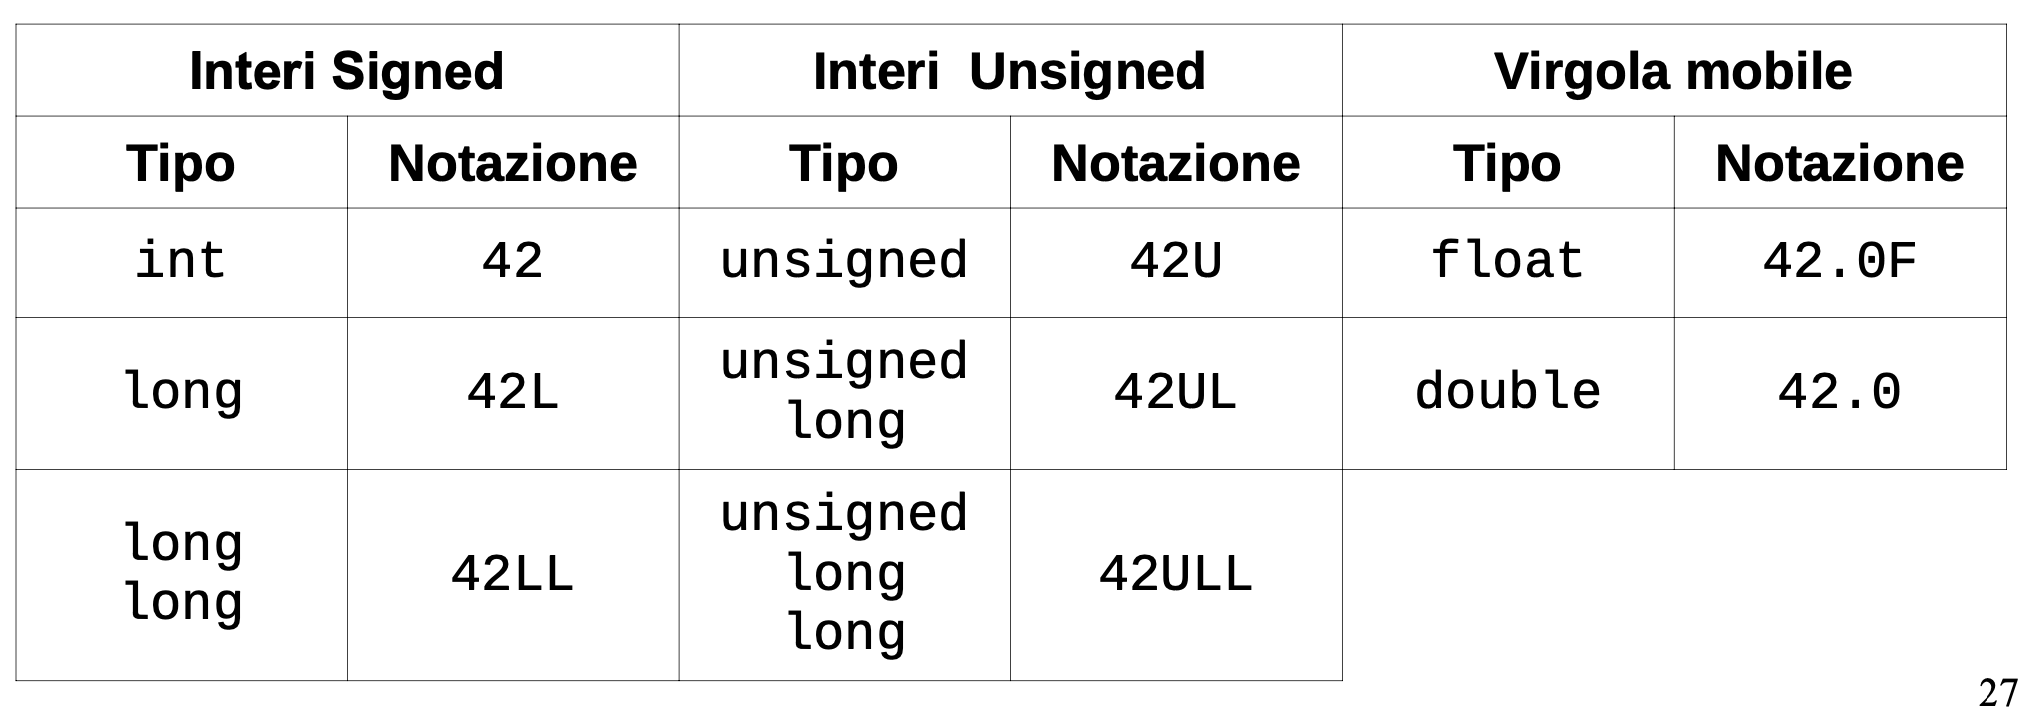 Interi Signed Interi  Unsigned Virgola mobile
Tipo Notazione Tipo Notazione Tipo Notazione
int 42 unsigned 42U float 42.0F
long 42L unsigned long 42UL double 42.0
long long 42LL unsigned long long 42ULL
27